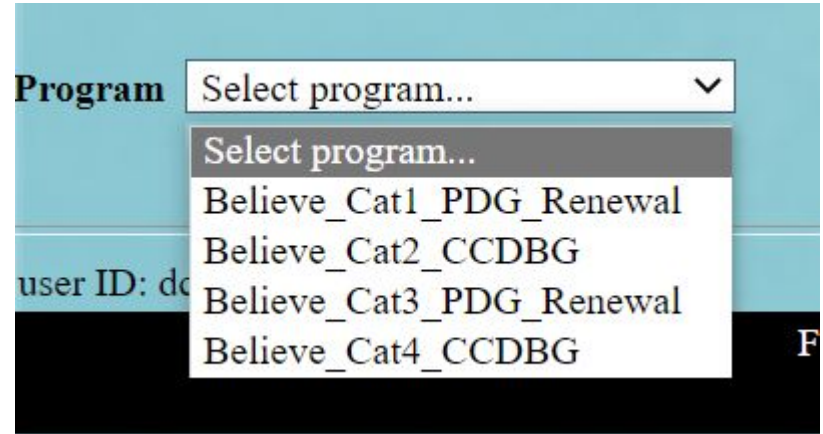 Program Select program...
Select program...
Believe_Cat1_PDG_Renewal
Believe_Cat2_CCDBG
user ID:
Believe_Cat3_PDG_Renewal
Believe_Cat4_CCDBG